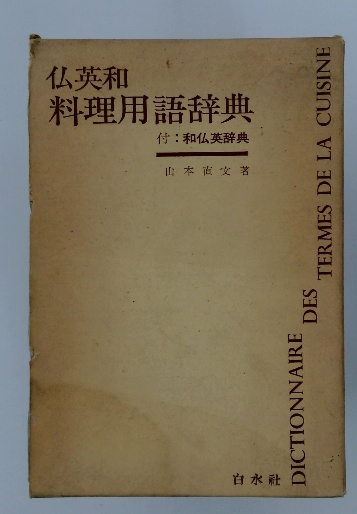 仏英和
料理用語辞典
付：和仏英辞典
山本直文著
DICTIONNAIRE DES TERMES DE LA CUISINE
白水社